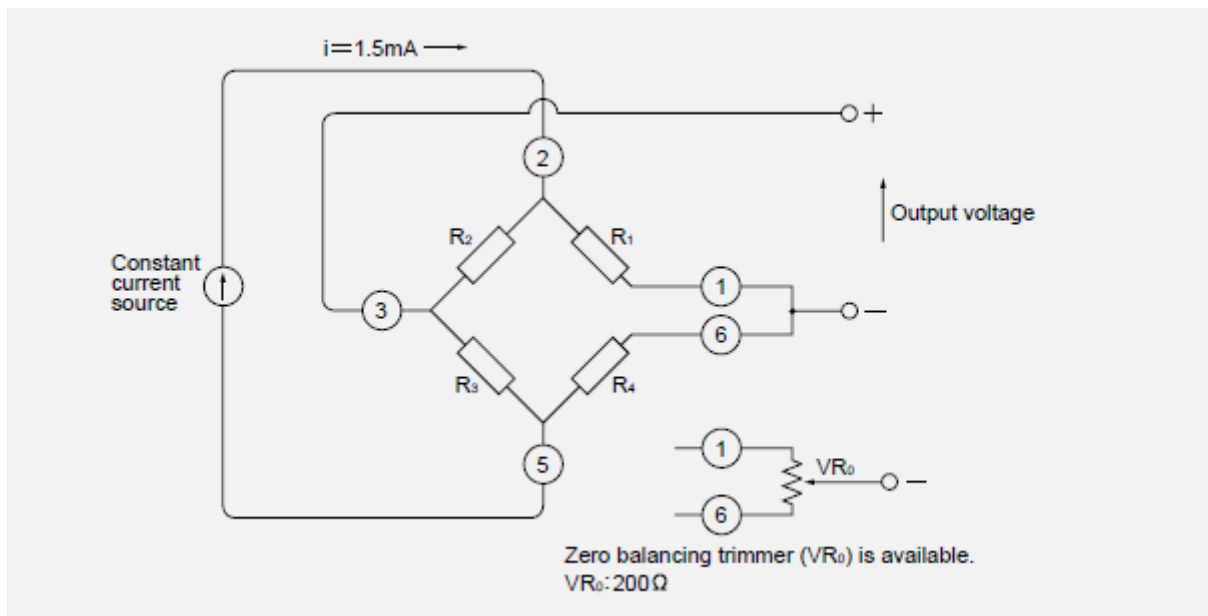 i=1.5mA
+
2
Output voltage
R₂
R₁
Constant
current
source
1
3
−
6
R₃
R₄
5
1
VR₀
−
6
Zero balancing trimmer (VR₀) is available.
VR₀:200Ω